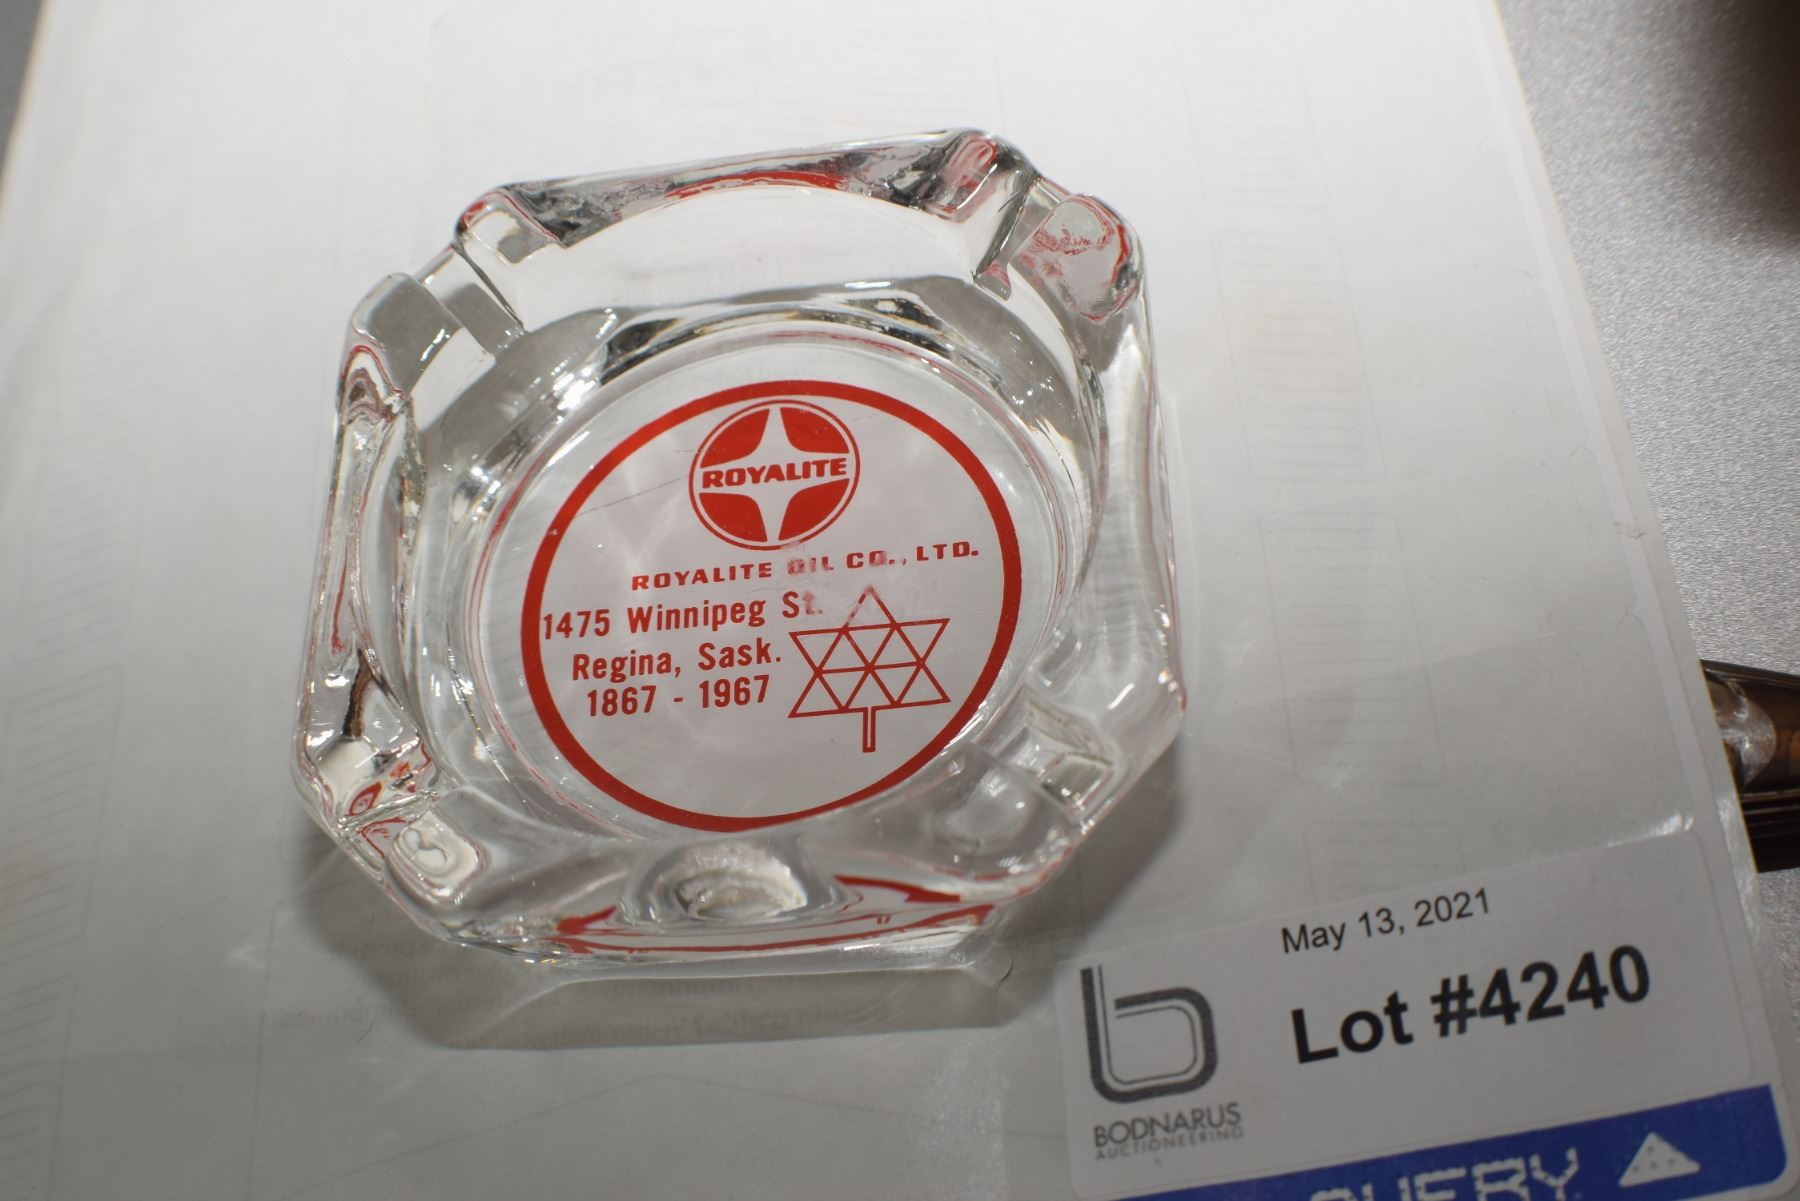 ROYALITE
ROYALITE OIL CO., LTD.
1475 Winnipeg St.
Regina, Sask.
1867 - 1967
May 13, 2021
Lot #4240
b
BODNARUS
AUCTIONEERING
AVERY